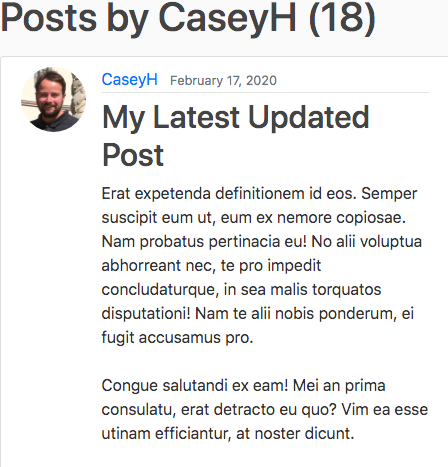 Posts by CaseyH (18)
CaseyH February 17, 2020
My Latest Updated
Post
Erat expetenda definitionem id eos. Semper
suscipit eum ut, eum ex nemore copiosae.
Nam probatus pertinacia eu! No alii voluptua
abhorreant nec, te pro impedit
concludaturque, in sea malis torquatos
disputationi! Nam te alii nobis ponderum, ei
fugit accusamus pro.
Congue salutandi ex eam! Mei an prima
consulatu, erat detracto eu quo? Vim ea esse
utinam efficiantur, at noster dicunt.